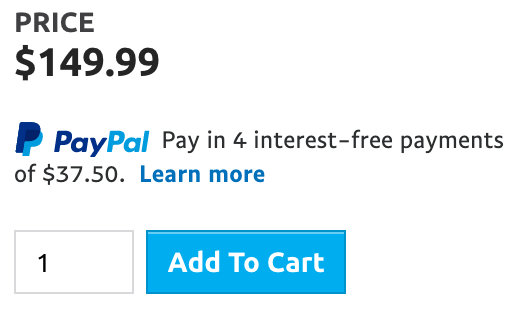 PRICE
$149.99
PayPal Pay in 4 interest-free payments
of $37.50. Learn more
1
Add To Cart